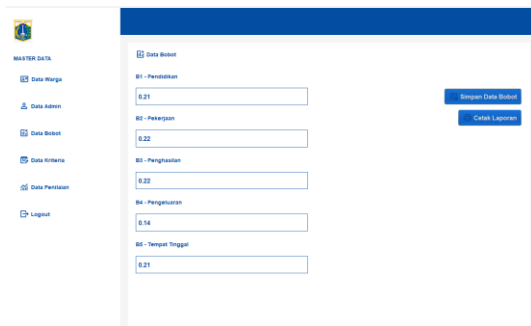 MASTER DATA
Data Warga
Data Admin
Data Bobot
Data Kriteria
Data Penilaian
Logout
Data Bobot
B1 - Pendidikan
0.21
B2 - Pekerjaan
0.22
B3 - Penghasilan
0.22
B4 - Pengeluaran
0.14
B5 - Tempat Tinggal
0.21
Simpan Data Bobot
Cetak Laporan